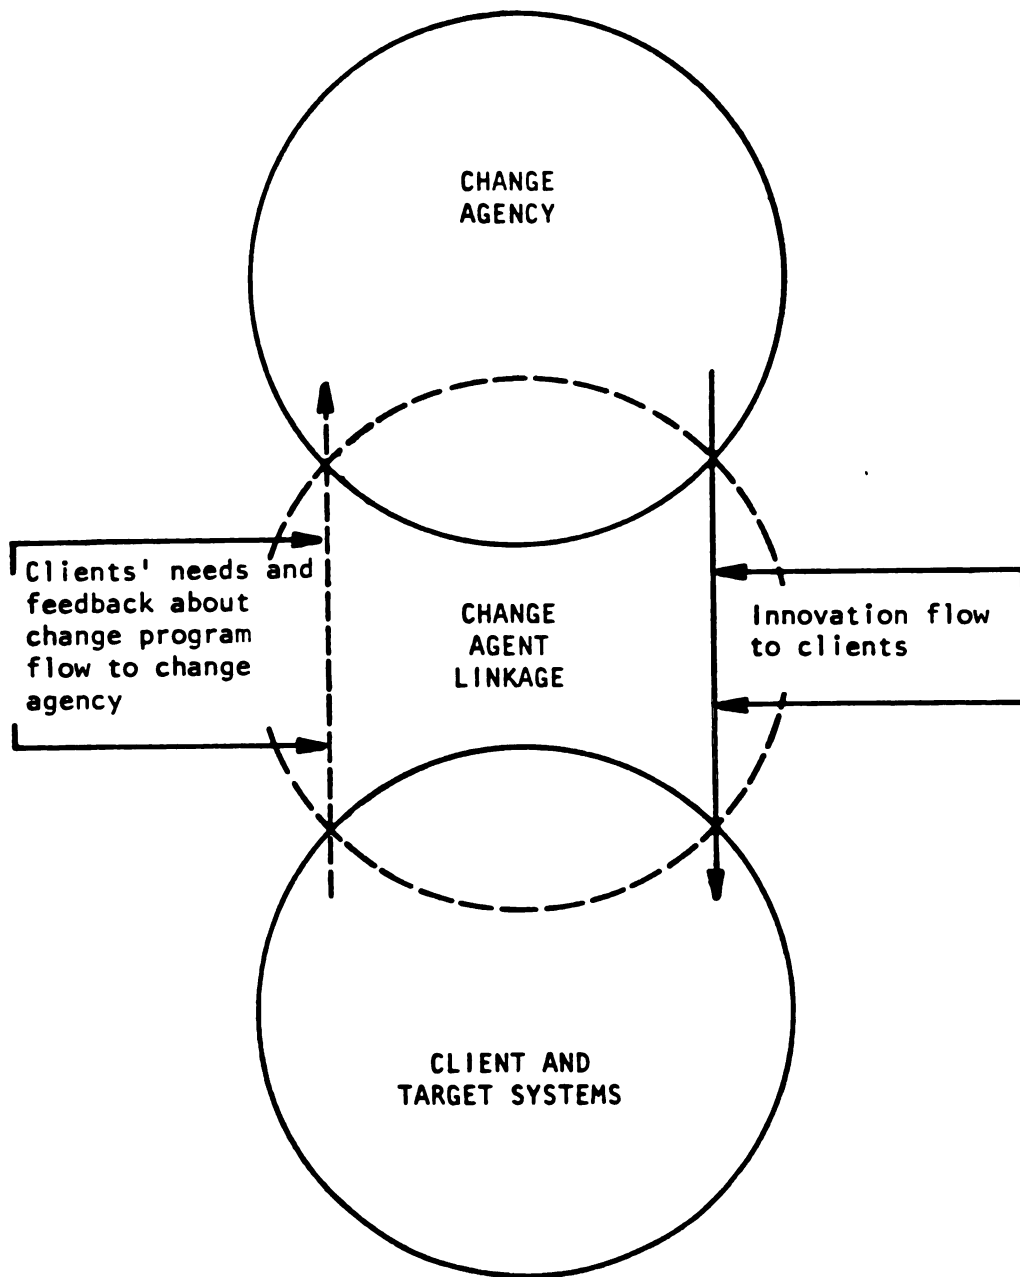 CHANGE
AGENCY
Clients' needs and
feedback about
change program
flow to change
agency
CHANGE
AGENT
LINKAGE
Innovation flow
to clients
CLIENT AND
TARGET SYSTEMS